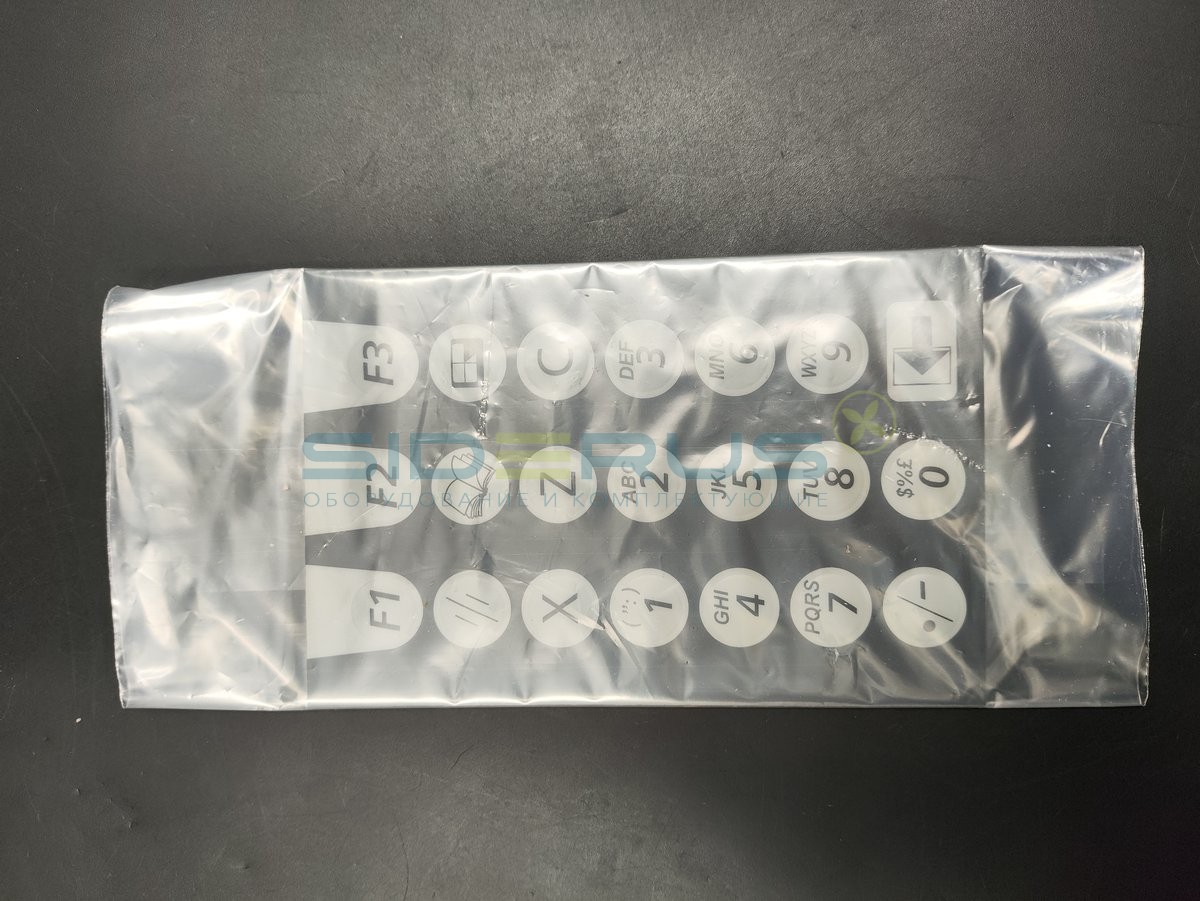 F1 F2 F3
X Z C
(":;) 1 ABC 2 DEF 3
GHI 4 JKL 5 MNO 6
PQRS 7 TUV 8 WXYZ 9
•/- $%£ 0
SIDERUS
ОБОРУДОВАНИЕ И КОМПЛЕКТУЮЩИЕ